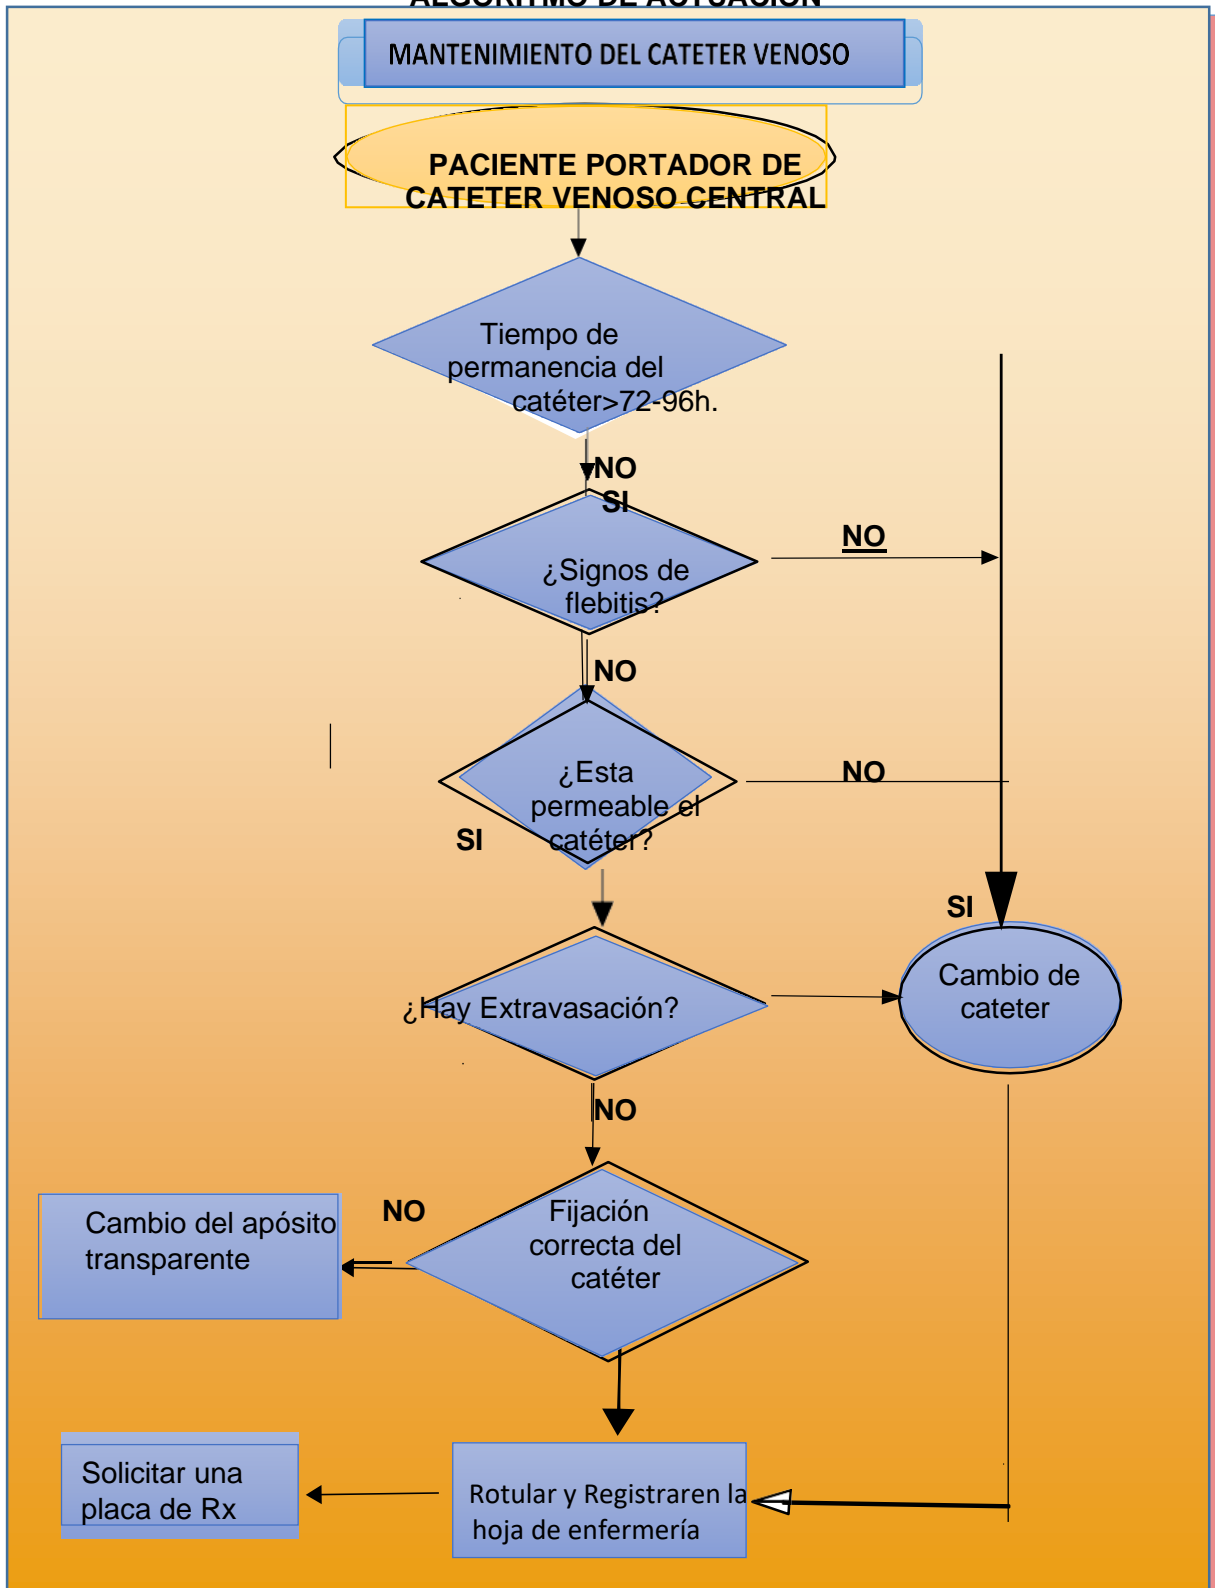 ALGORITMO DE ACTUACION
MANTENIMIENTO DEL CATETER VENOSO
PACIENTE PORTADOR DE
CATETER VENOSO CENTRAL
Tiempo de
permanencia del
catéter>72-96h.
NO
SI
NO
¿Signos de
flebitis?
NO
¿Esta
permeable el
catéter?
NO
SI
SI
¿Hay Extravasación?
Cambio de
cateter
NO
Cambio del apósito
transparente
NO
Fijación
correcta del
catéter
Solicitar una
placa de Rx
Rotular y Registraren la
hoja de enfermería